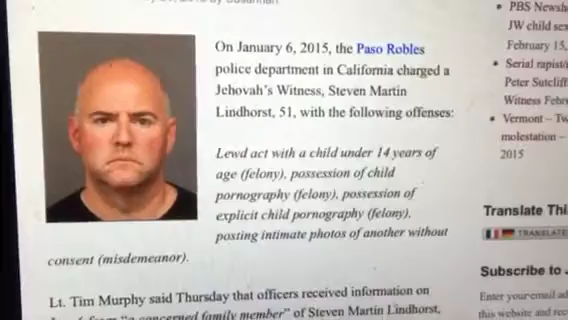 On January 6, 2015, the Paso Robles
police department in California charged a
Jehovah's Witness, Steven Martin
Lindhorst, 51, with the following offenses:
Lewd act with a child under 14 years of
age (felony), possession of child
pornography (felony), possession of
explicit child pornography (felony),
posting intimate photos of another without
consent (misdemeanor).
Lt. Tim Murphy said Thursday that officers received information on
"a concerned family member" of Steven Martin Lindhorst,
PBS Newsh
JW child sex
February 15,
Serial rapist/
Peter Sutcliff
Witness Febr
Vermont – Tw
molestation –
2015
Translate Thi
TRANSLATE
Subscribe to J
Enter your email ad
this website and rec